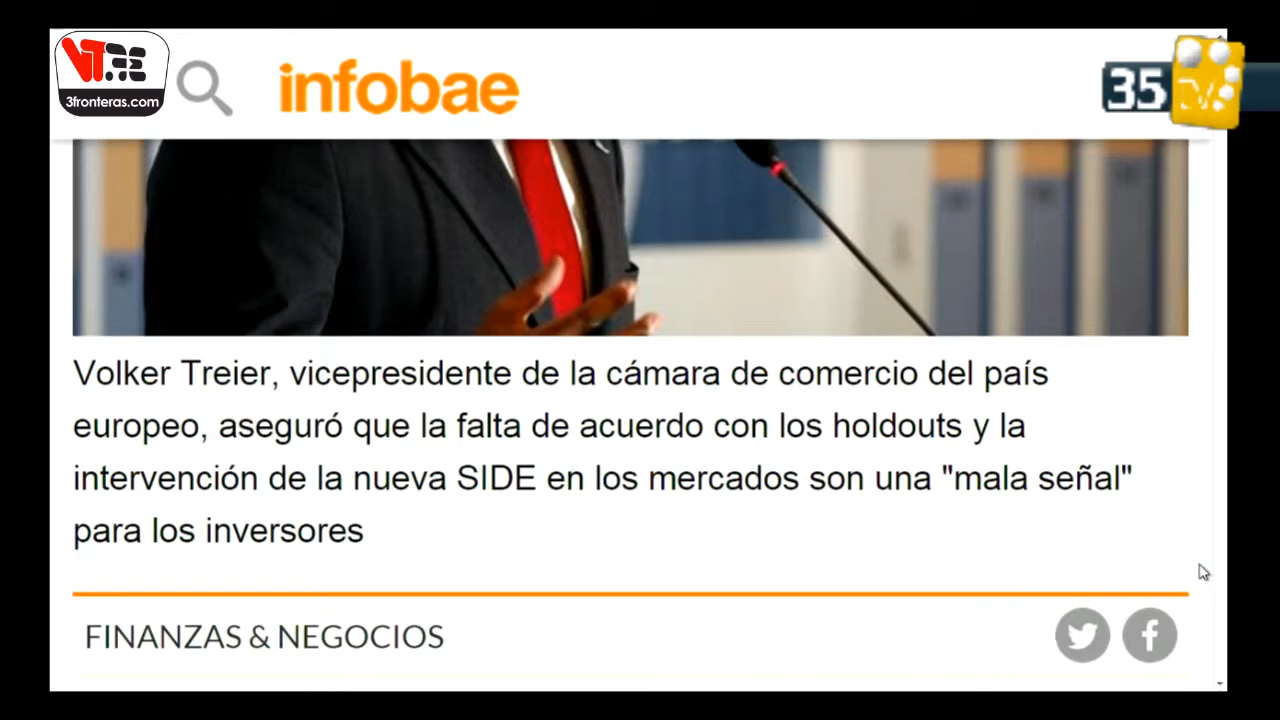 VTRE
3fronteras.com
infobae
35
TV
Volker Treier, vicepresidente de la cámara de comercio del país
europeo, aseguró que la falta de acuerdo con los holdouts y la
intervención de la nueva SIDE en los mercados son una "mala señal"
para los inversores
FINANZAS & NEGOCIOS